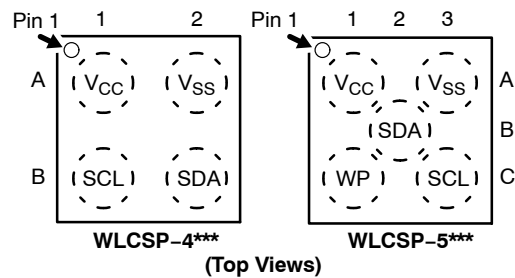 Pin 1 1 2 Pin 1 1 2 3
A VCC VSS VCC VSS A
SDA B
B SCL SDA WP SCL C
WLCSP–4*** WLCSP–5***
(Top Views)